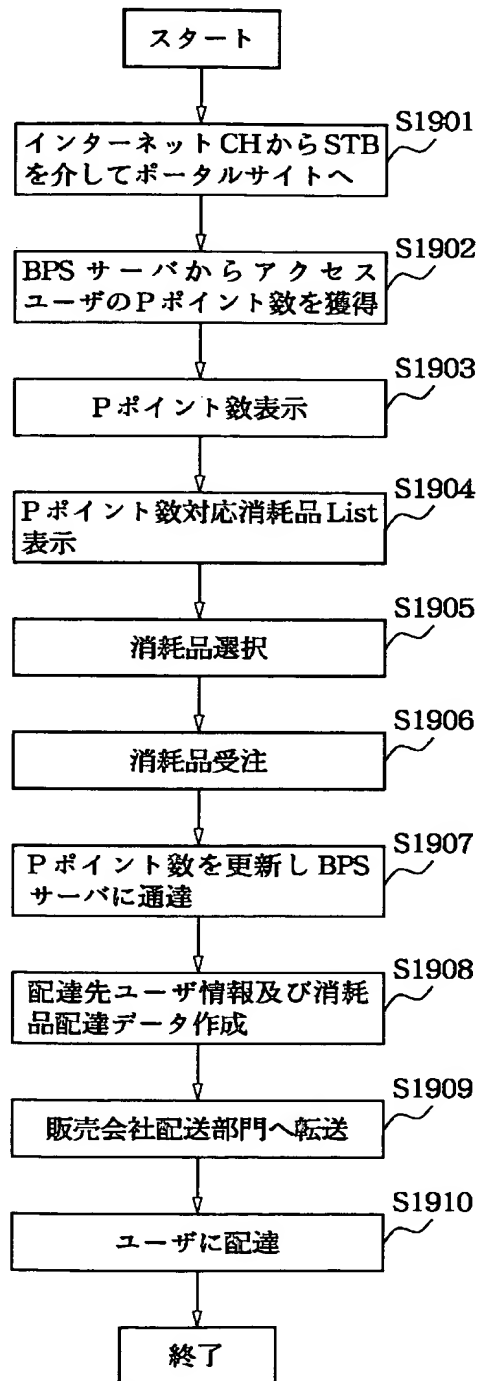 スタート
S1901
インターネットCHからSTB
を介してポータルサイトへ
S1902
BPSサーバからアクセス
ユーザのPポイント数を獲得
S1903
Pポイント数表示
S1904
Pポイント数対応消耗品List
表示
S1905
消耗品選択
S1906
消耗品受注
S1907
Pポイント数を更新しBPS
サーバに通達
S1908
配達先ユーザ情報及び消耗
品配達データ作成
S1909
販売会社配送部門へ転送
S1910
ユーザに配達
終了